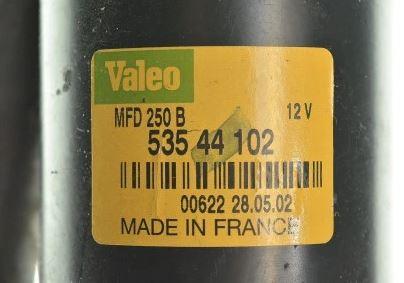 Valeo
MFD 250 B 12 V
535 44 102
00622 28.05.02
MADE IN FRANCE